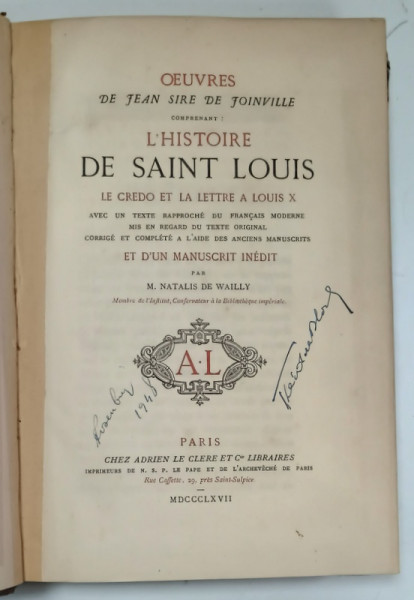 OEUVRES
DE JEAN SIRE DE JOINVILLE
COMPRENANT :
L'HISTOIRE
DE SAINT LOUIS
LE CREDO ET LA LETTRE A LOUIS X
AVEC UN TEXTE RAPPROCHÉ DU FRANÇAIS MODERNE
MIS EN REGARD DU TEXTE ORIGINAL
CORRIGÉ ET COMPLÉTÉ A L'AIDE DES ANCIENS MANUSCRITS
ET D'UN MANUSCRIT INÉDIT
PAR
M. NATALIS DE WAILLY
Membre de l'Institut, Conservateur à la Bibliothèque impériale.
A·L
1948
PARIS
CHEZ ADRIEN LE CLERE ET Cie LIBRAIRES
IMPRIMEURS DE N. S. P. LE PAPE ET DE L'ARCHEVÊCHÉ DE PARIS
Rue Cassette, 29, près Saint-Sulpice
MDCCCLXVII